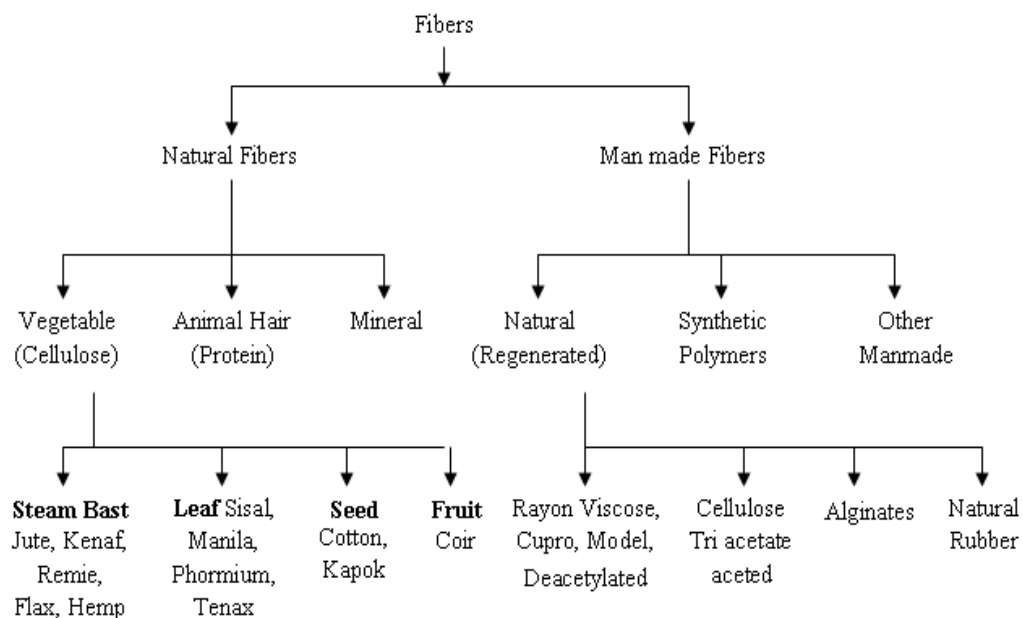 Fibers
Natural Fibers
Man made Fibers
Vegetable
(Cellulose)
Animal Hair
(Protein)
Mineral
Natural
(Regenerated)
Synthetic
Polymers
Other
Manmade
Steam Bast
Jute, Kenaf,
Remie,
Flax, Hemp
Leaf Sisal,
Manila,
Phormium,
Tenax
Seed
Cotton,
Kapok
Fruit
Coir
Rayon Viscose,
Cupro, Model,
Deacetylated
Cellulose
Tri acetate
aceted
Alginates
Natural
Rubber